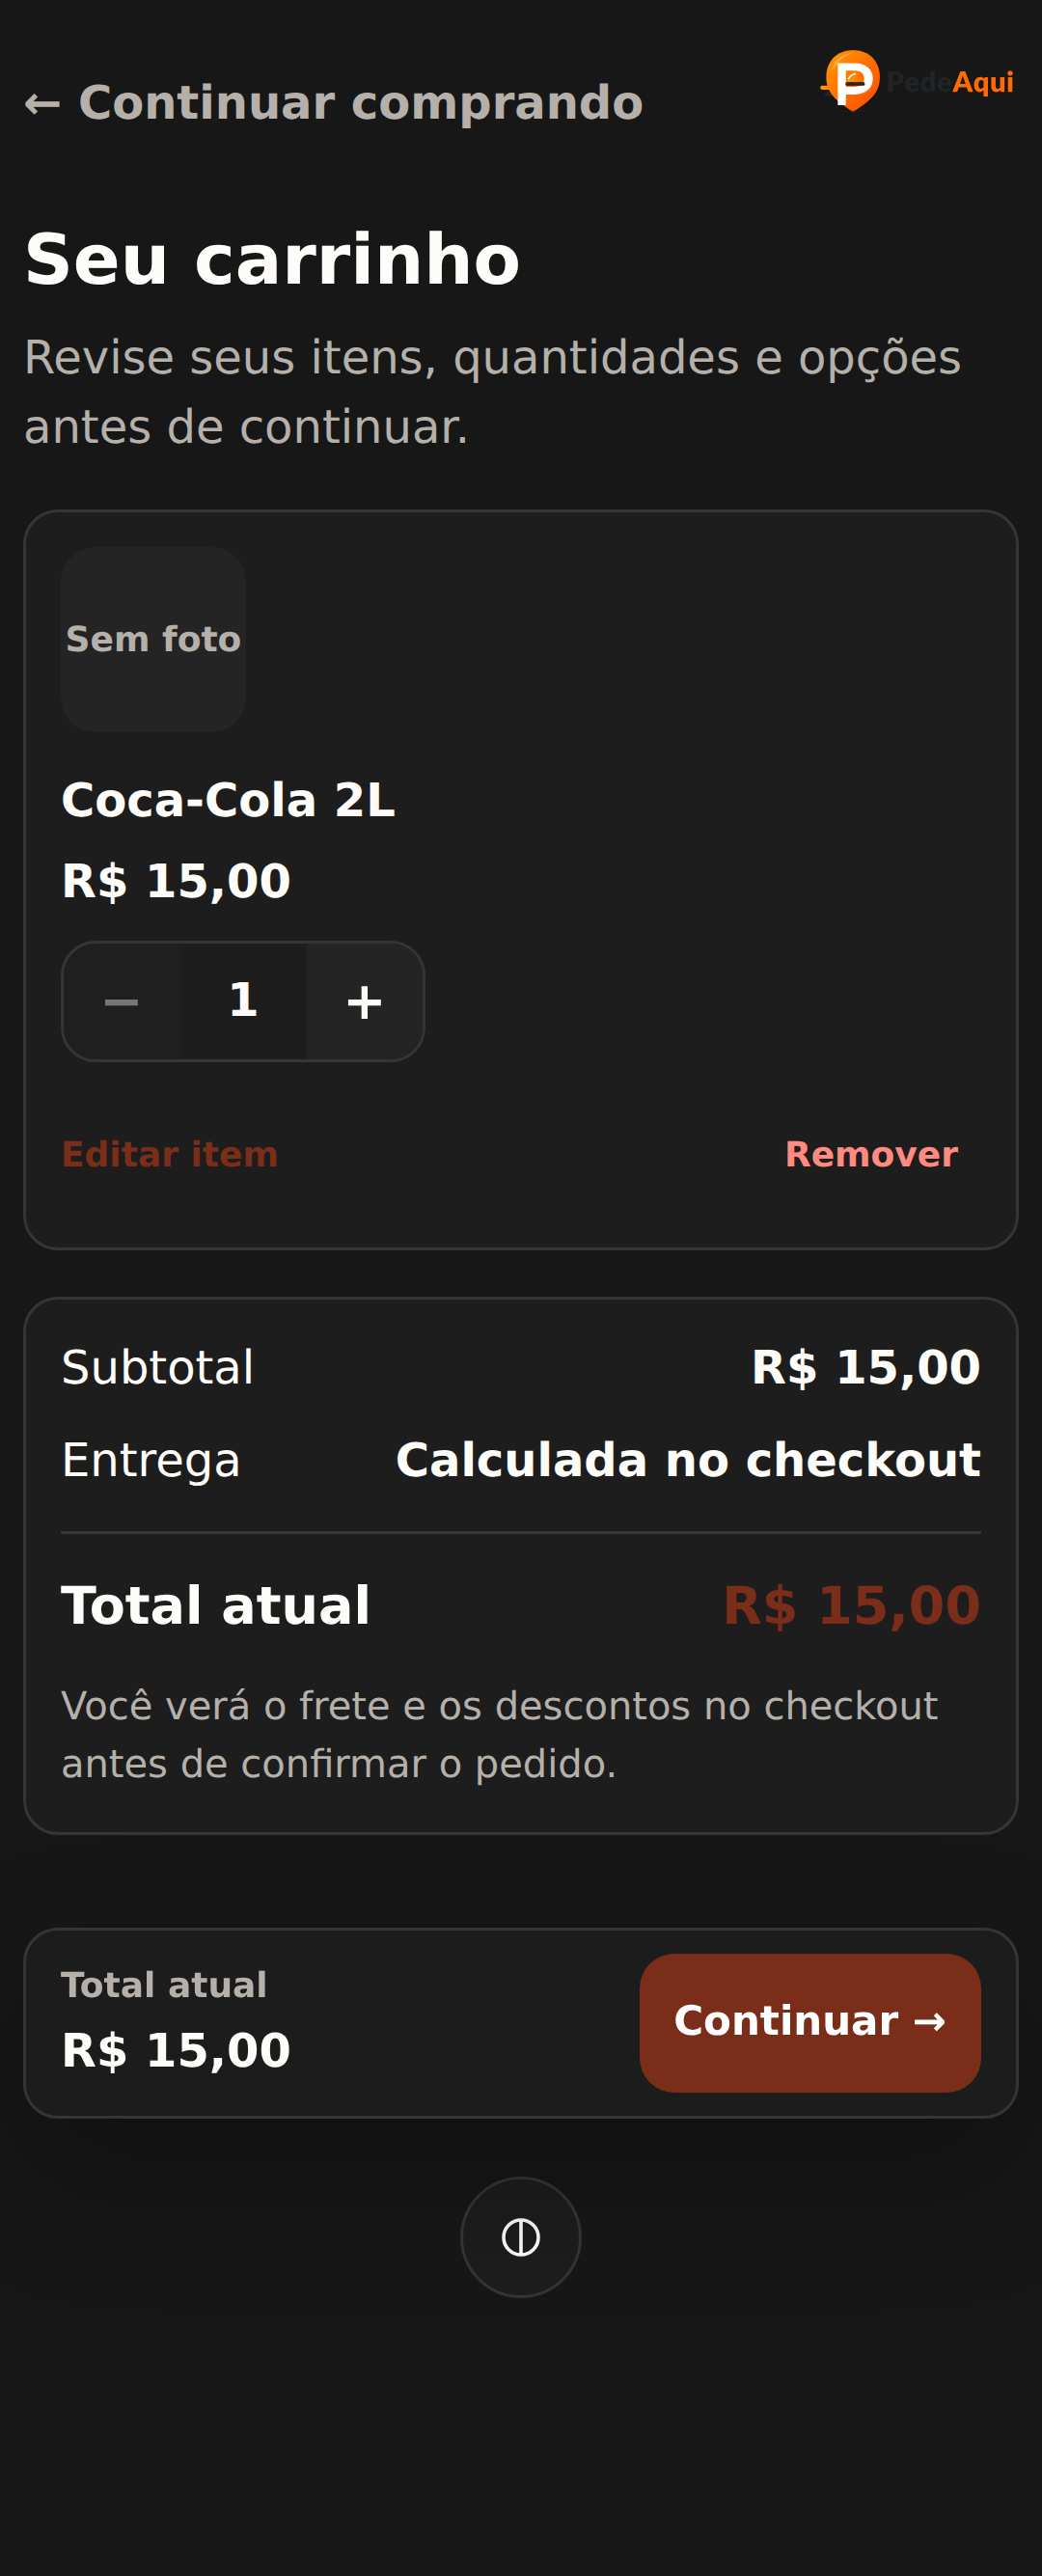 ← Continuar comprando
PedeAqui
Seu carrinho
Revise seus itens, quantidades e opções
antes de continuar.
Sem foto
Coca-Cola 2L
R$ 15,00
− 1 +
Editar item Remover
Subtotal R$ 15,00
Entrega Calculada no checkout
Total atual R$ 15,00
Você verá o frete e os descontos no checkout
antes de confirmar o pedido.
Total atual
R$ 15,00
Continuar →